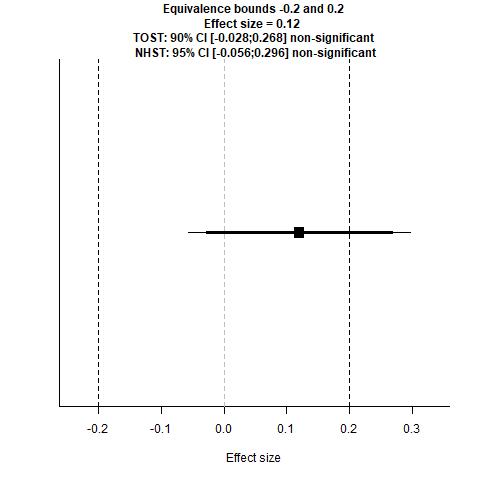 Equivalence bounds -0.2 and 0.2
Effect size = 0.12
TOST: 90% CI [-0.028;0.268] non-significant
NHST: 95% CI [-0.056;0.296] non-significant
-0.2 -0.1 0.0 0.1 0.2 0.3
Effect size